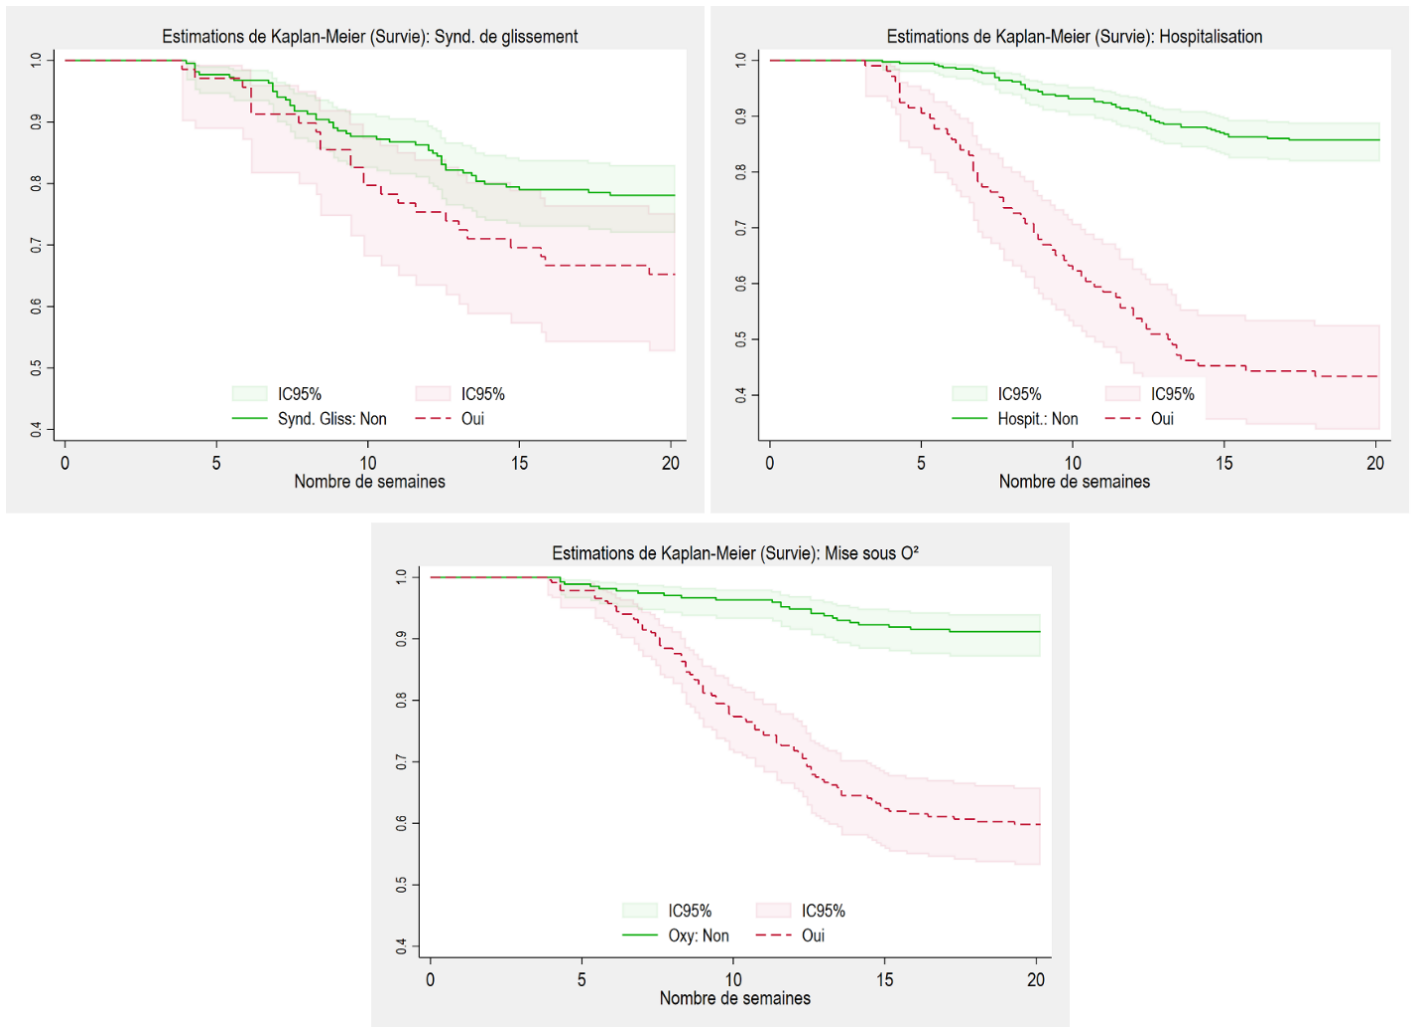 Estimations de Kaplan-Meier (Survie): Synd. de glissement
1.0
0.9
0.8
0.7
0.6
0.5
0.4
IC95% IC95%
Synd. Gliss: Non Oui
0 5 10 15 20
Nombre de semaines
Estimations de Kaplan-Meier (Survie): Hospitalisation
1.0
0.9
0.8
0.7
0.6
0.5
0.4
IC95% IC95%
Hospit.: Non Oui
0 5 10 15 20
Nombre de semaines
Estimations de Kaplan-Meier (Survie): Mise sous O²
1.0
0.9
0.8
0.7
0.6
0.5
0.4
IC95% IC95%
Oxy: Non Oui
0 5 10 15 20
Nombre de semaines